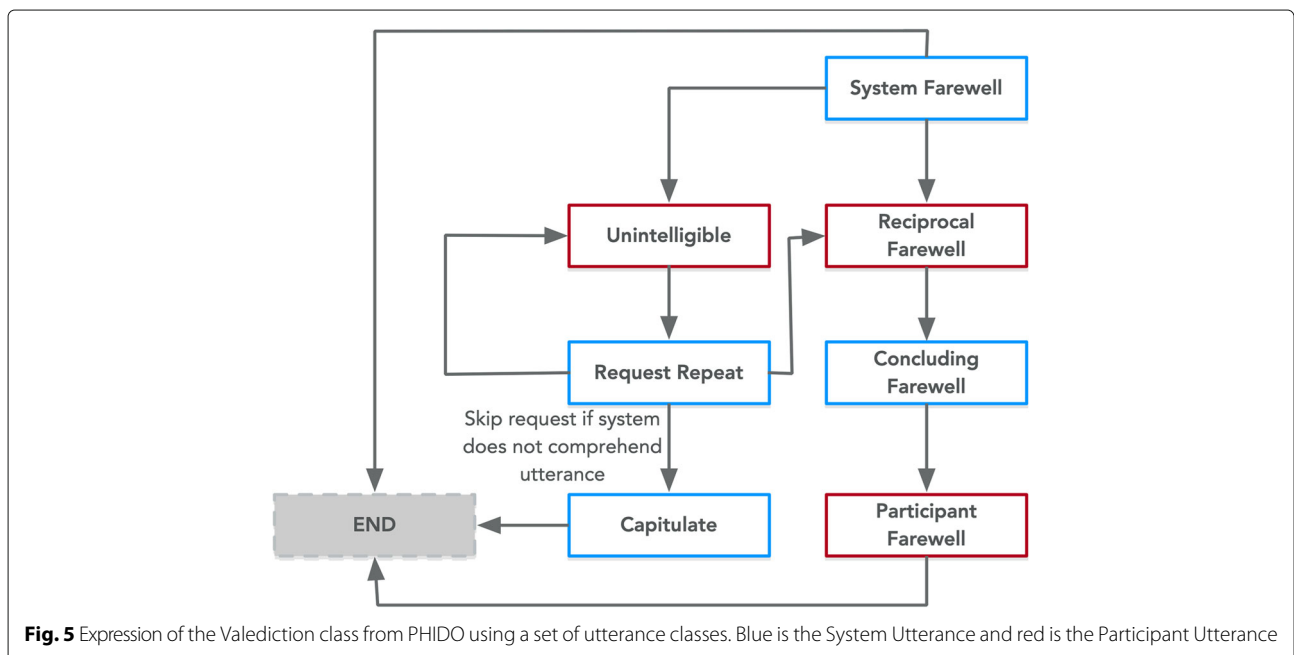 System Farewell
Unintelligible
Reciprocal
Farewell
Request Repeat
Concluding
Farewell
Skip request if system
does not comprehend
utterance
END
Capitulate
Participant
Farewell
Fig. 5 Expression of the Valediction class from PHIDO using a set of utterance classes. Blue is the System Utterance and red is the Participant Utterance